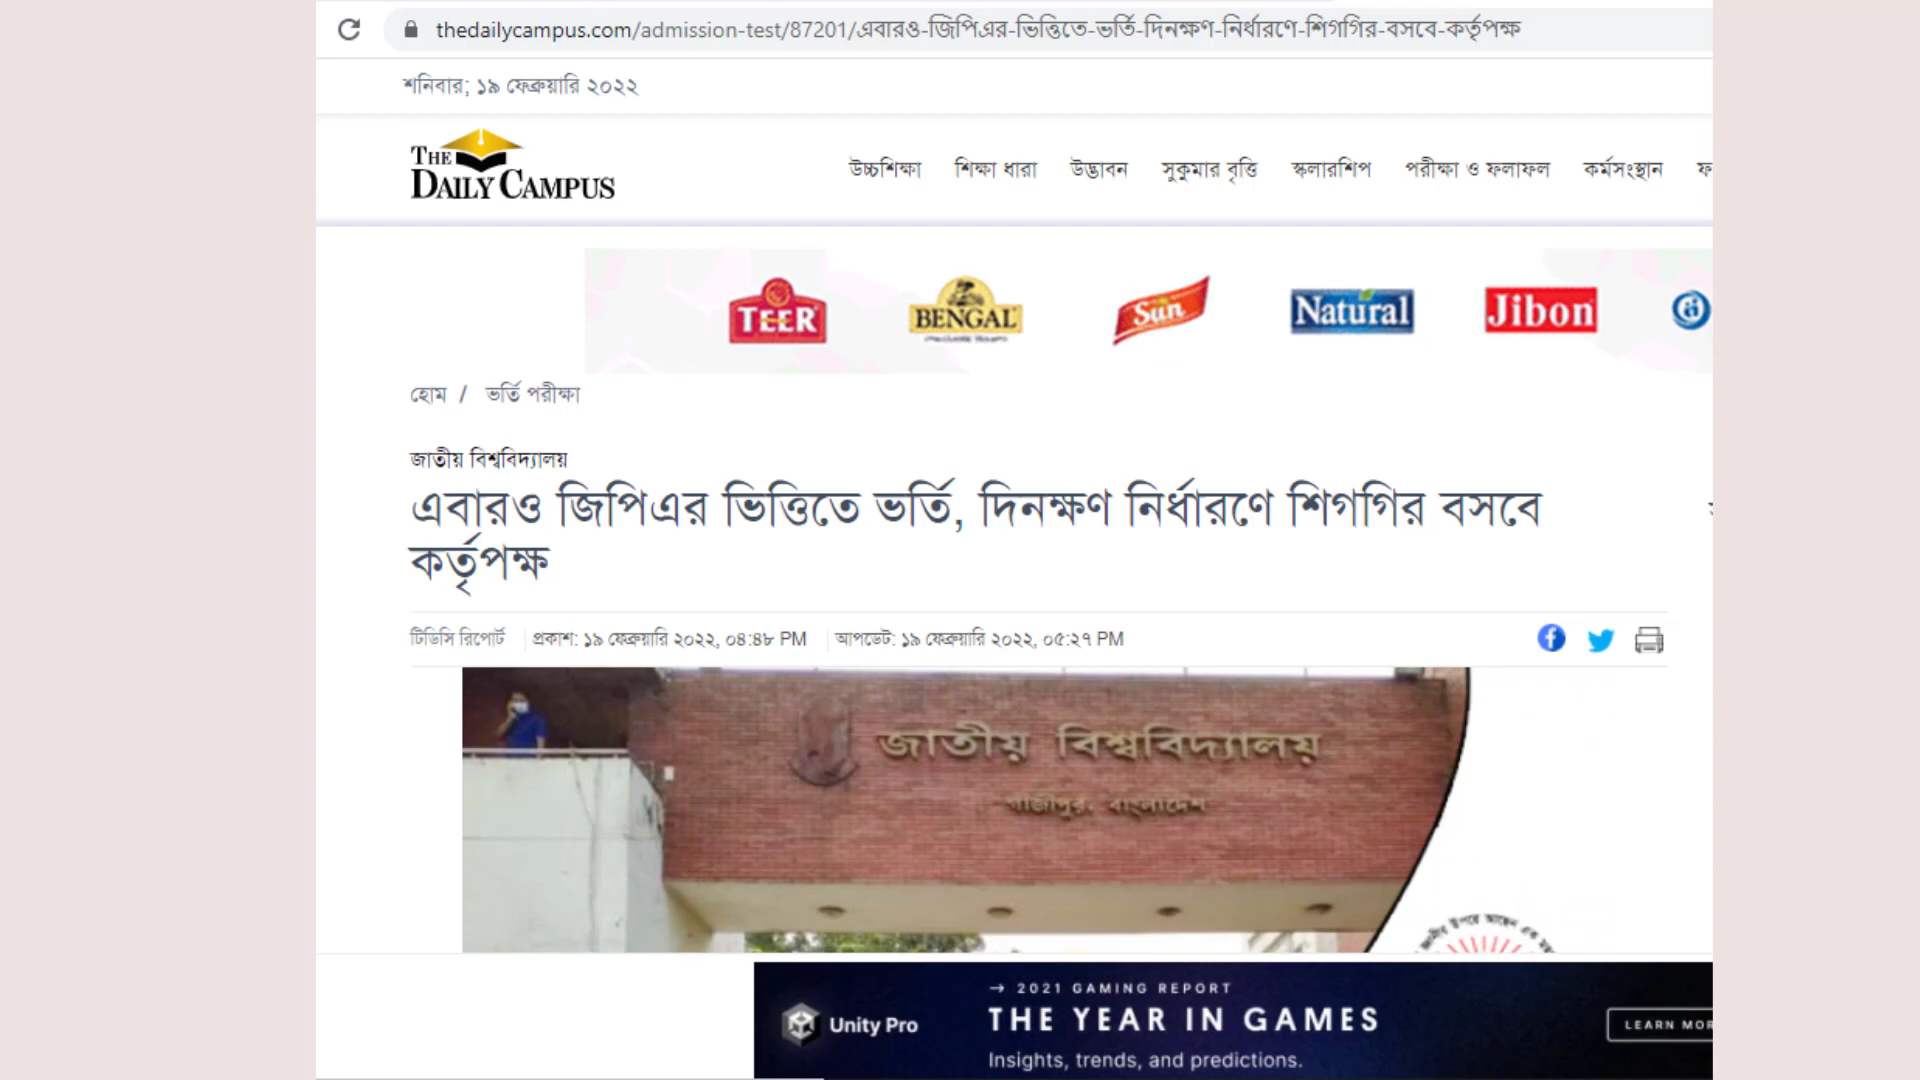 thedailycampus.com/admission-test/87201/এবারও-জিপিএর-ভিত্তিতে-ভর্তি-দিনক্ষণ-নির্ধারণে-শিগগির-বসবে-কর্তৃপক্ষ
শনিবার; ১৯ ফেব্রুয়ারি ২০২২
THE DAILY CAMPUS
উচ্চশিক্ষা শিক্ষা ধারা উদ্ভাবন সুকুমার বৃত্তি স্কলারশিপ পরীক্ষা ও ফলাফল কর্মসংস্থান ফ
TEER BENGAL Sun Natural Jibon
হোম / ভর্তি পরীক্ষা
জাতীয় বিশ্ববিদ্যালয়
এবারও জিপিএর ভিত্তিতে ভর্তি, দিনক্ষণ নির্ধারণে শিগগির বসবে
কর্তৃপক্ষ
টিডিসি রিপোর্ট প্রকাশ: ১৯ ফেব্রুয়ারি ২০২২, ০৪:৪৮ PM আপডেট: ১৯ ফেব্রুয়ারি ২০২২, ০৫:২৭ PM
জাতীয় বিশ্ববিদ্যালয়
গাজীপুর, বাংলাদেশ
→ 2021 GAMING REPORT
Unity Pro THE YEAR IN GAMES
LEARN MOR
Insights, trends, and predictions.